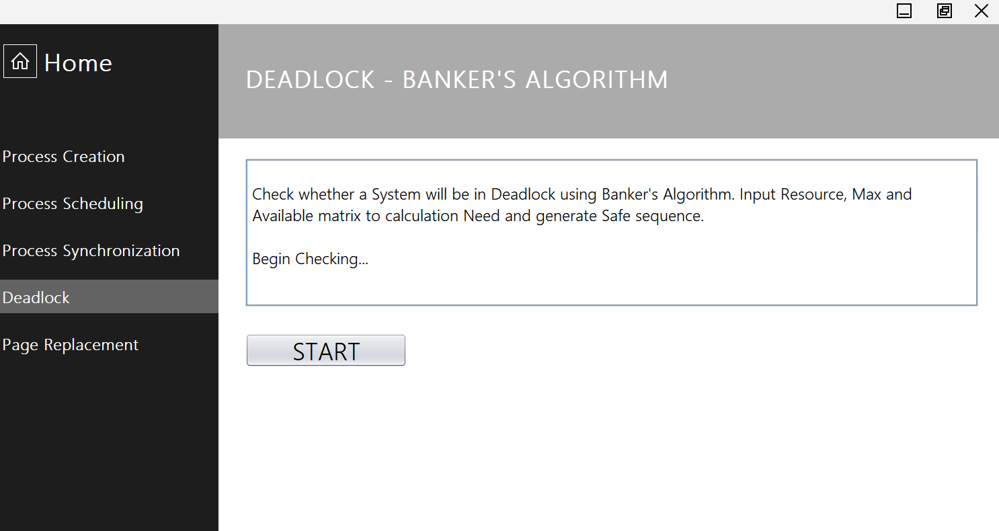 Home
Process Creation
Process Scheduling
Process Synchronization
Deadlock
Page Replacement
DEADLOCK - BANKER'S ALGORITHM
Check whether a System will be in Deadlock using Banker's Algorithm. Input Resource, Max and
Available matrix to calculation Need and generate Safe sequence.
Begin Checking...
START